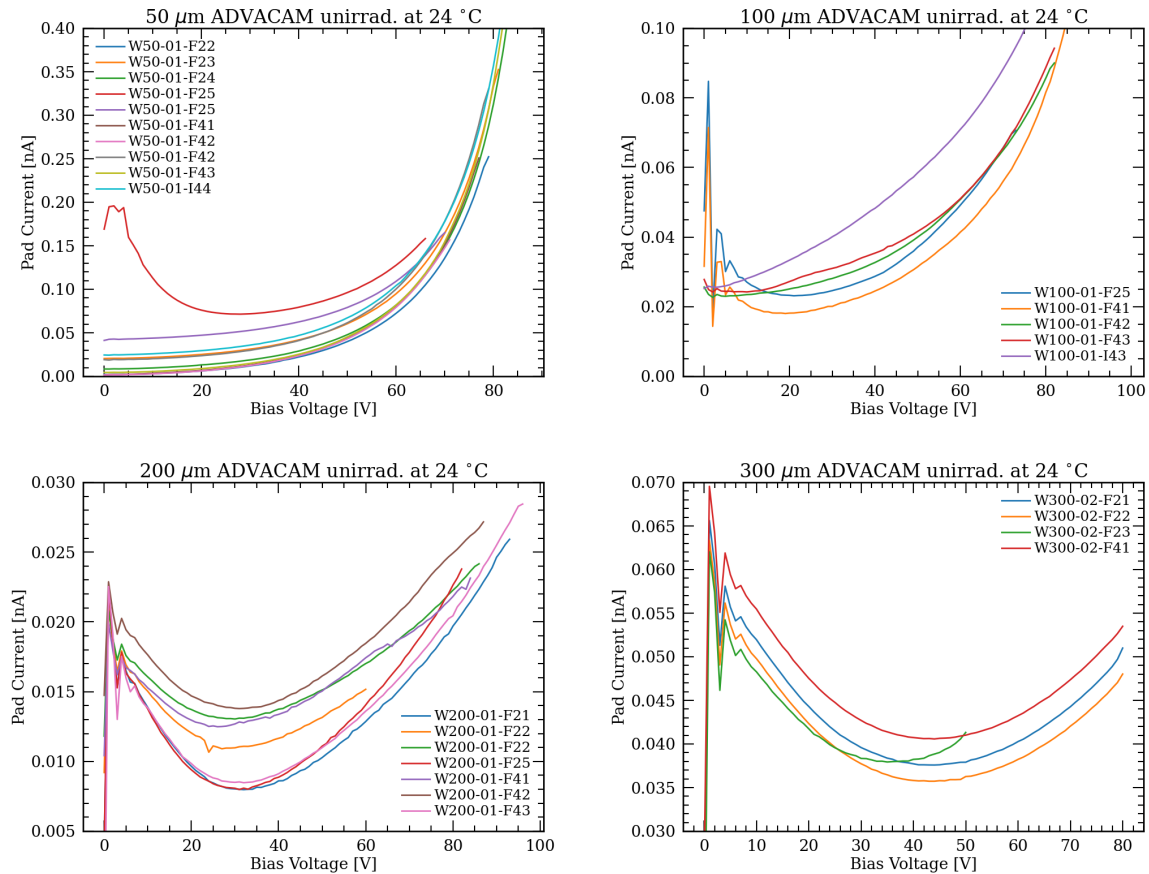 50 μm ADVACAM unirrad. at 24 °C
Pad Current [nA]
0.40
0.35
0.30
0.25
0.20
0.15
0.10
0.05
0.00
W50-01-F22
W50-01-F23
W50-01-F24
W50-01-F25
W50-01-F25
W50-01-F41
W50-01-F42
W50-01-F42
W50-01-F43
W50-01-I44
0 20 40 60 80
Bias Voltage [V]
100 μm ADVACAM unirrad. at 24 °C
Pad Current [nA]
0.10
0.08
0.06
0.04
0.02
0.00
W100-01-F25
W100-01-F41
W100-01-F42
W100-01-F43
W100-01-I43
0 20 40 60 80 100
Bias Voltage [V]
200 μm ADVACAM unirrad. at 24 °C
Pad Current [nA]
0.030
0.025
0.020
0.015
0.010
0.005
W200-01-F21
W200-01-F22
W200-01-F22
W200-01-F25
W200-01-F41
W200-01-F42
W200-01-F43
0 20 40 60 80 100
Bias Voltage [V]
300 μm ADVACAM unirrad. at 24 °C
Pad Current [nA]
0.070
0.065
0.060
0.055
0.050
0.045
0.040
0.035
0.030
W300-02-F21
W300-02-F22
W300-02-F23
W300-02-F41
0 10 20 30 40 50 60 70 80
Bias Voltage [V]